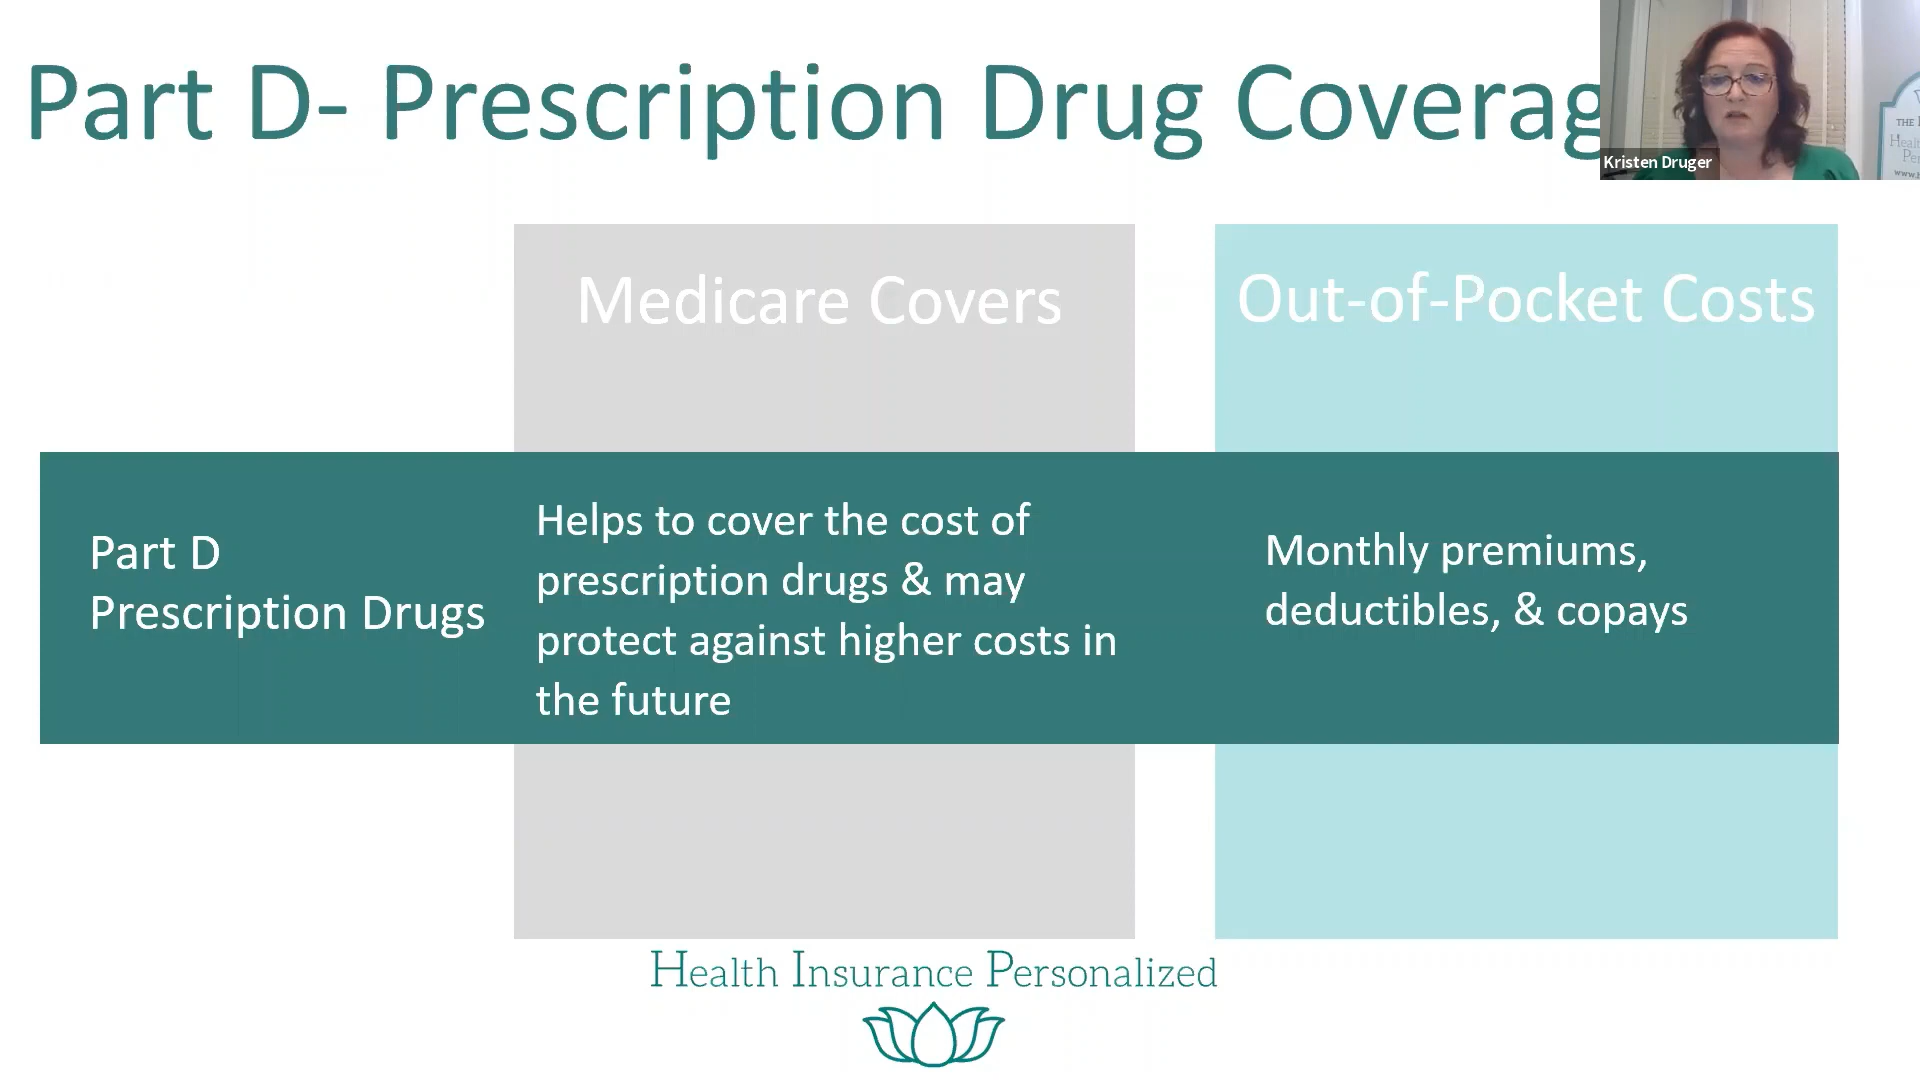 Part D- Prescription Drug Coverag
Kristen Druger
THE
Medicare Covers
Out-of-Pocket Costs
Part D
Prescription Drugs
Helps to cover the cost of
prescription drugs & may
protect against higher costs in
the future
Monthly premiums,
deductibles, & copays
Health Insurance Personalized